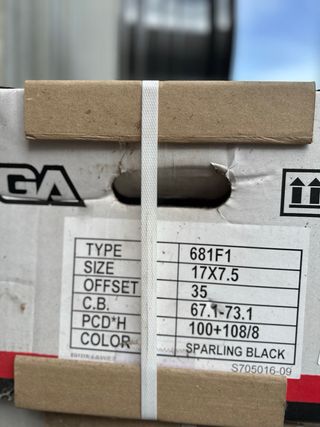 GA
TYPE 681F1
SIZE 17X7.5
OFFSET 35
C.B. 67.1-73.1
PCD*H 100+108/8
COLOR SPARLING BLACK
S705016-09